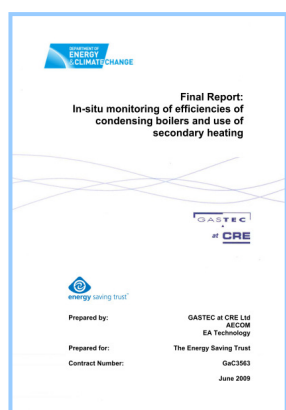 DEPARTMENT OF
ENERGY
& CLIMATE CHANGE
Final Report:
In-situ monitoring of efficiencies of
condensing boilers and use of
secondary heating
GASTEC
at CRE
energy saving trust
Prepared by: GASTEC at CRE Ltd
AECOM
EA Technology
Prepared for: The Energy Saving Trust
Contract Number: GaC3563
June 2009